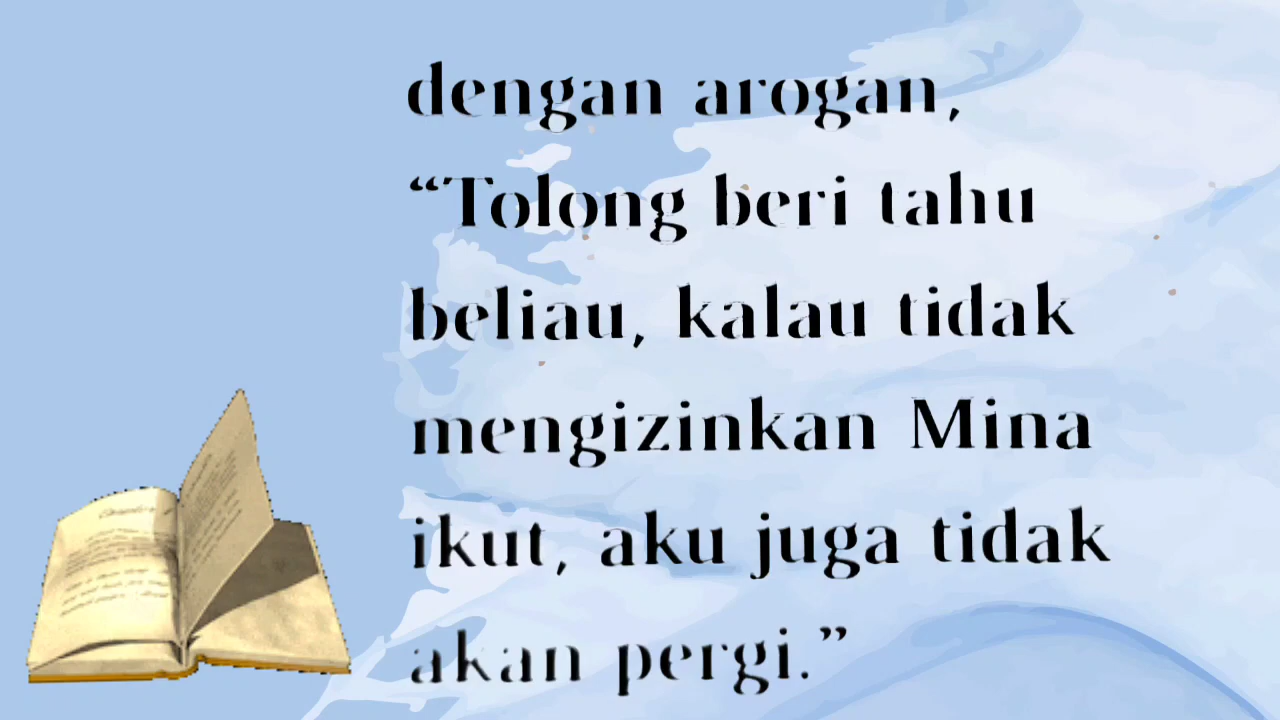 dengan arogan,
“Tolong beri tahu
beliau, kalau tidak
mengizinkan Mina
ikut, aku juga tidak
akan pergi.”